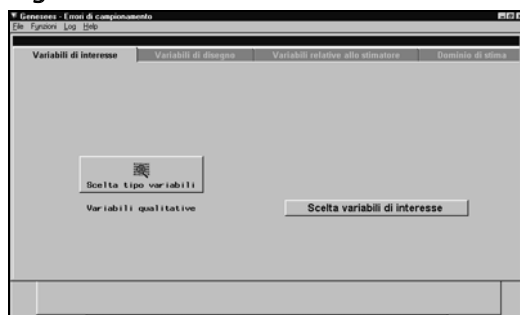 Genesees - Errori di campionamento
File Funzioni Log Help
Variabili di interesse Variabili di disegno Variabili relative allo stimatore Dominio di stima
Scelta tipo variabili
Variabili qualitative
Scelta variabili di interesse